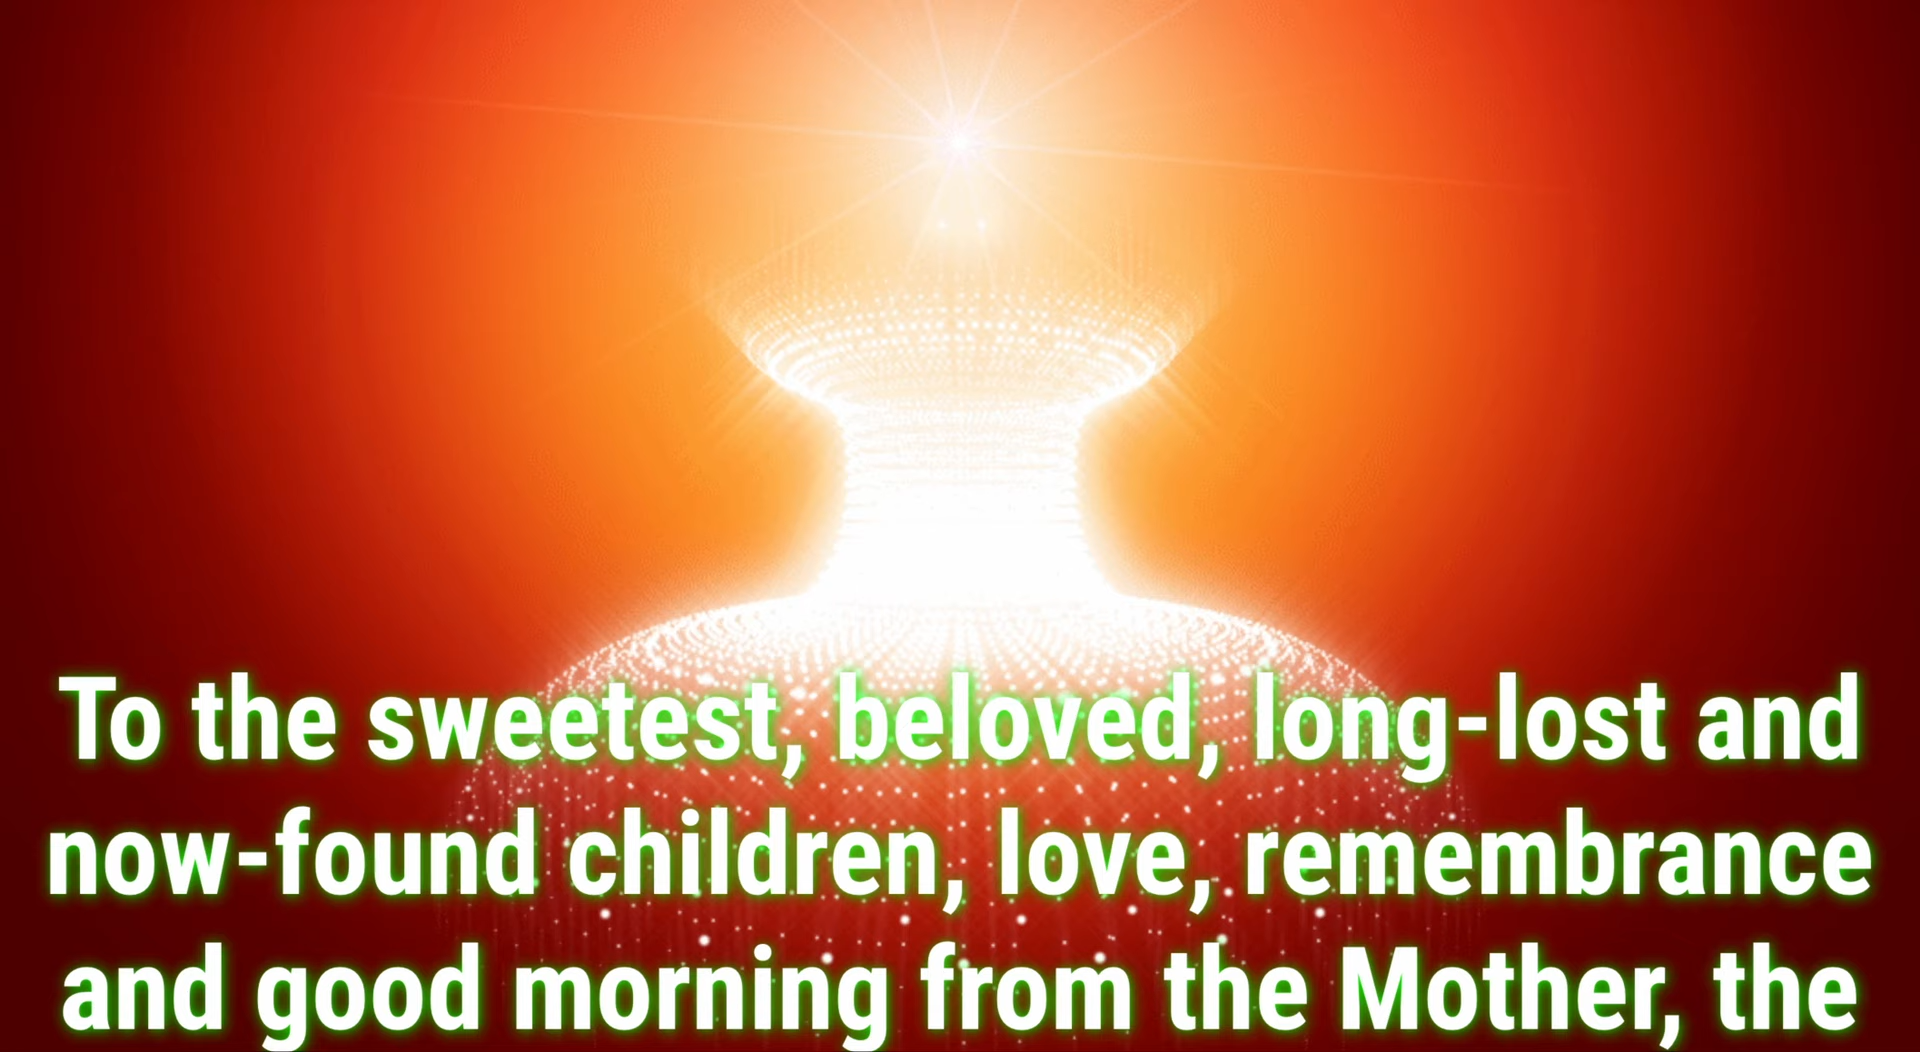 To the sweetest, beloved, long-lost and
now-found children, love, remembrance
and good morning from the Mother, the